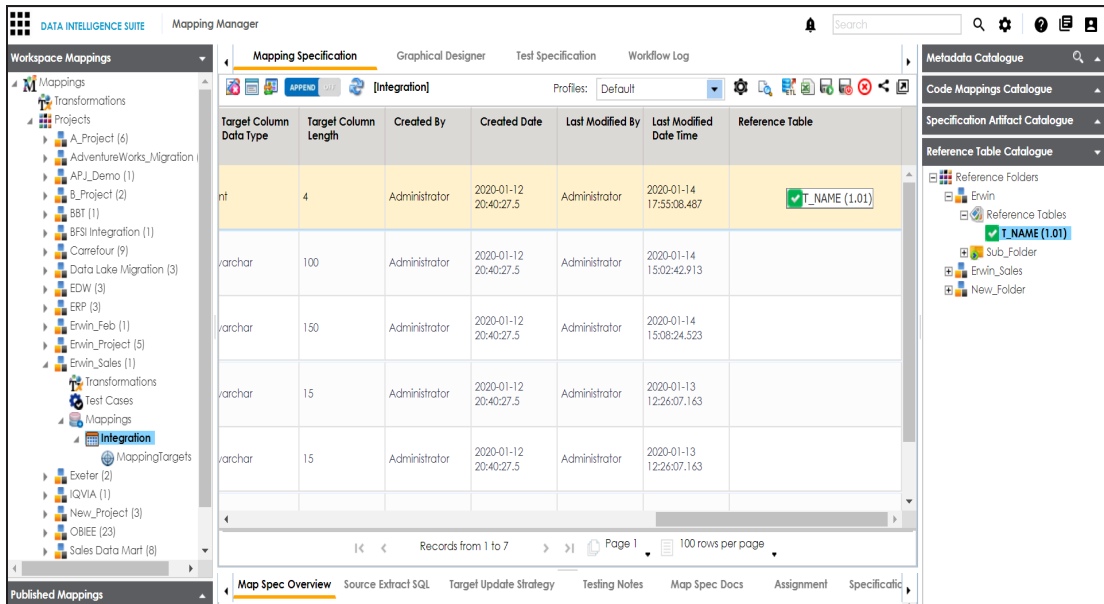 DATA INTELLIGENCE SUITE Mapping Manager Search
Workspace Mappings
Mappings
Transformations
Projects
A_Project (6)
AdventureWorks_Migration (
APJ_Demo (1)
B_Project (2)
BBT (1)
BFSI Integration (1)
Carrefour (9)
Data Lake Migration (3)
EDW (3)
ERP (3)
Erwin_Feb (1)
Erwin_Project (5)
Erwin_Sales (1)
Transformations
Test Cases
Mappings
Integration
MappingTargets
Exeter (2)
IQVIA (1)
New_Project (3)
OBIEE (23)
Sales Data Mart (8)
Published Mappings
Mapping Specification Graphical Designer Test Specification Workflow Log
APPEND OFF [Integration] Profiles: Default
Target Column Data Type Target Column Length Created By Created Date Last Modified By Last Modified Date Time Reference Table
nt 4 Administrator 2020-01-12 20:40:27.5 Administrator 2020-01-14 17:55:08.487 T_NAME (1.01)
varchar 100 Administrator 2020-01-12 20:40:27.5 Administrator 2020-01-14 15:02:42.913
varchar 150 Administrator 2020-01-12 20:40:27.5 Administrator 2020-01-14 15:08:24.523
varchar 15 Administrator 2020-01-12 20:40:27.5 Administrator 2020-01-13 12:26:07.163
varchar 15 Administrator 2020-01-12 20:40:27.5 Administrator 2020-01-13 12:26:07.163
Records from 1 to 7 Page 1 100 rows per page
Map Spec Overview Source Extract SQL Target Update Strategy Testing Notes Map Spec Docs Assignment Specificatio
Metadata Catalogue
Code Mappings Catalogue
Specification Artifact Catalogue
Reference Table Catalogue
Reference Folders
Erwin
Reference Tables
T_NAME (1.01)
Sub_Folder
Erwin_Sales
New_Folder